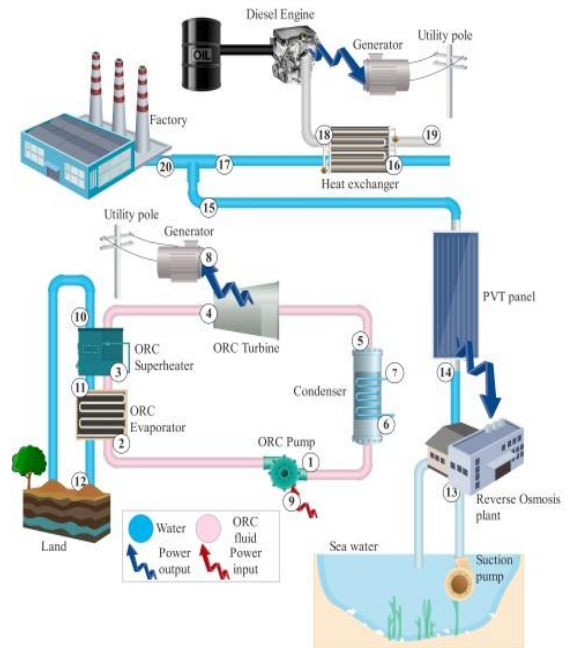 Diesel Engine
Utility pole
Generator
OIL
Factory
18
19
20
17
16
Heat exchanger
15
Utility pole
Generator
8
PVT panel
10
4
ORC Turbine
5
ORC
Superheater
3
7
14
Condenser
11
ORC
Evaporator
6
2
ORC Pump
1
12
13
Reverse Osmosis
plant
9
Land
Water
ORC
fluid
Power
output
Power
input
Sea water
Suction
pump